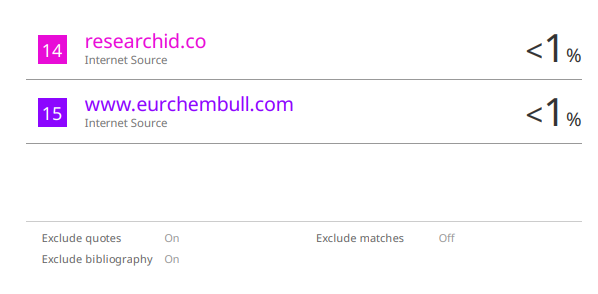 14 researchid.co <1%
Internet Source
15 www.eurchembull.com <1%
Internet Source
Exclude quotes On Exclude matches Off
Exclude bibliography On